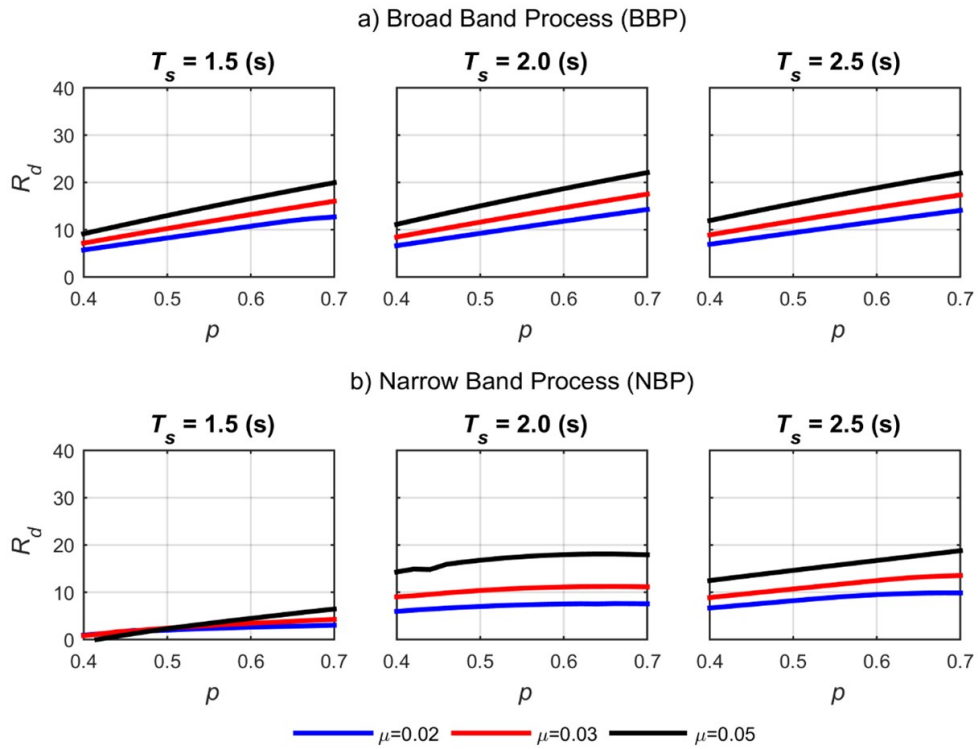 a) Broad Band Process (BBP)
T_s = 1.5 (s) T_s = 2.0 (s) T_s = 2.5 (s)
40
30
20
10
0
R_d
0.4 0.5 0.6 0.7 0.4 0.5 0.6 0.7 0.4 0.5 0.6 0.7
p p p
b) Narrow Band Process (NBP)
T_s = 1.5 (s) T_s = 2.0 (s) T_s = 2.5 (s)
40
30
20
10
0
R_d
0.4 0.5 0.6 0.7 0.4 0.5 0.6 0.7 0.4 0.5 0.6 0.7
p p p
μ=0.02 μ=0.03 μ=0.05